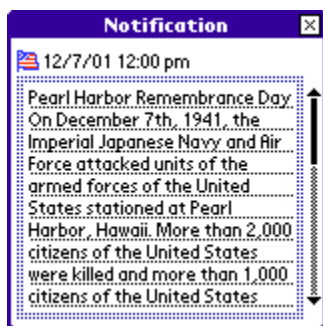 Notification
12/7/01 12:00 pm
Pearl Harbor Remembrance Day
On December 7th, 1941, the
Imperial Japanese Navy and Air
Force attacked units of the
armed forces of the United
States stationed at Pearl
Harbor, Hawaii. More than 2,000
citizens of the United States
were killed and more than 1,000
citizens of the United States